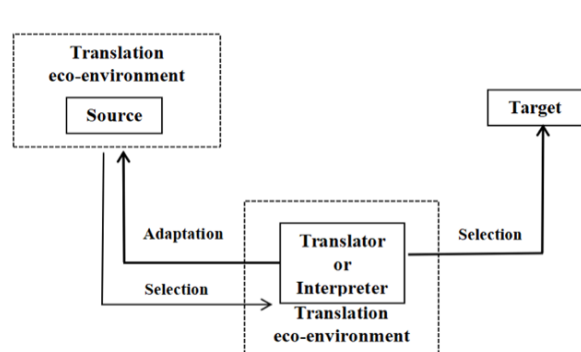 Translation
eco-environment
Source
Target
Adaptation
Selection
Translator
or
Interpreter
Selection
Translation
eco-environment